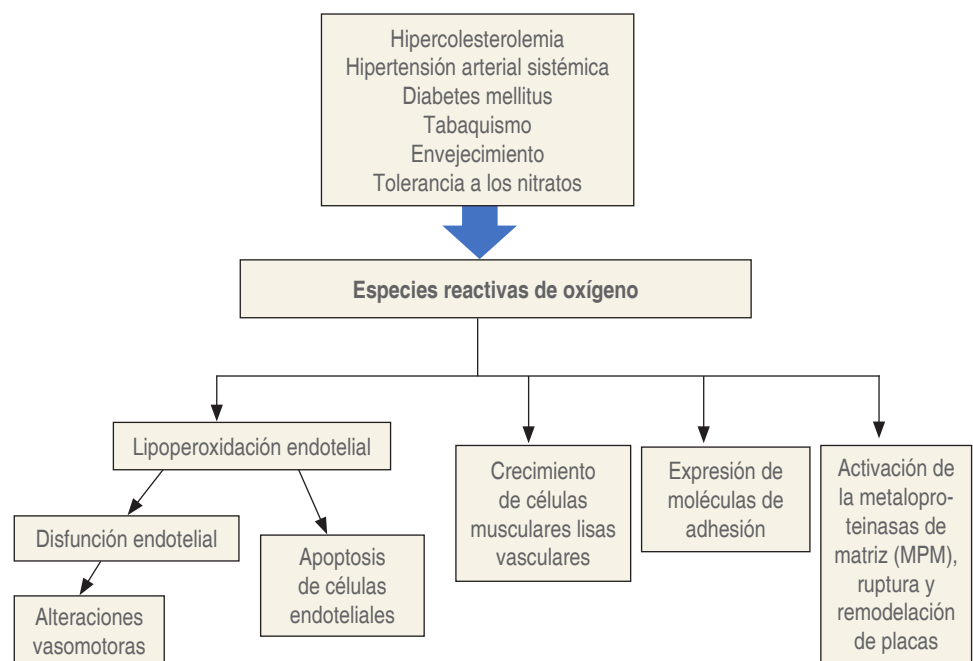 Hipercolesterolemia
Hipertensión arterial sistémica
Diabetes mellitus
Tabaquismo
Envejecimiento
Tolerancia a los nitratos
Especies reactivas de oxígeno
Lipoperoxidación endotelial
Disfunción endotelial
Alteraciones
vasomotoras
Apoptosis
de células
endoteliales
Crecimiento
de células
musculares lisas
vasculares
Expresión de
moléculas de
adhesión
Activación de
la metalopro-
teinasas de
matriz (MPM),
ruptura y
remodelación
de placas